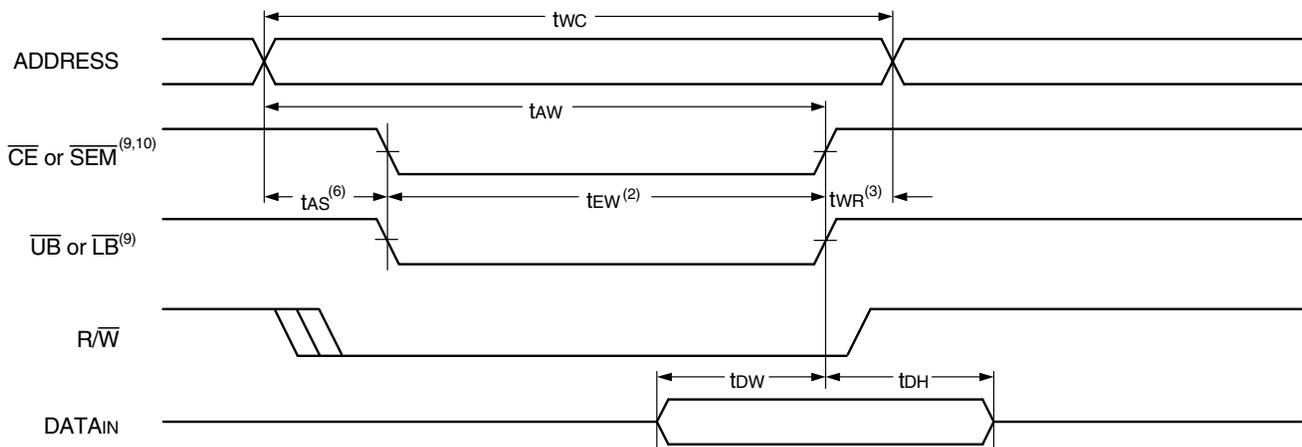 tWC
ADDRESS
tAW
CE or SEM(9,10)
tAS(6)
tEW(2)
tWR(3)
UB or LB(9)
R/W
tDW
tDH
DATAIN